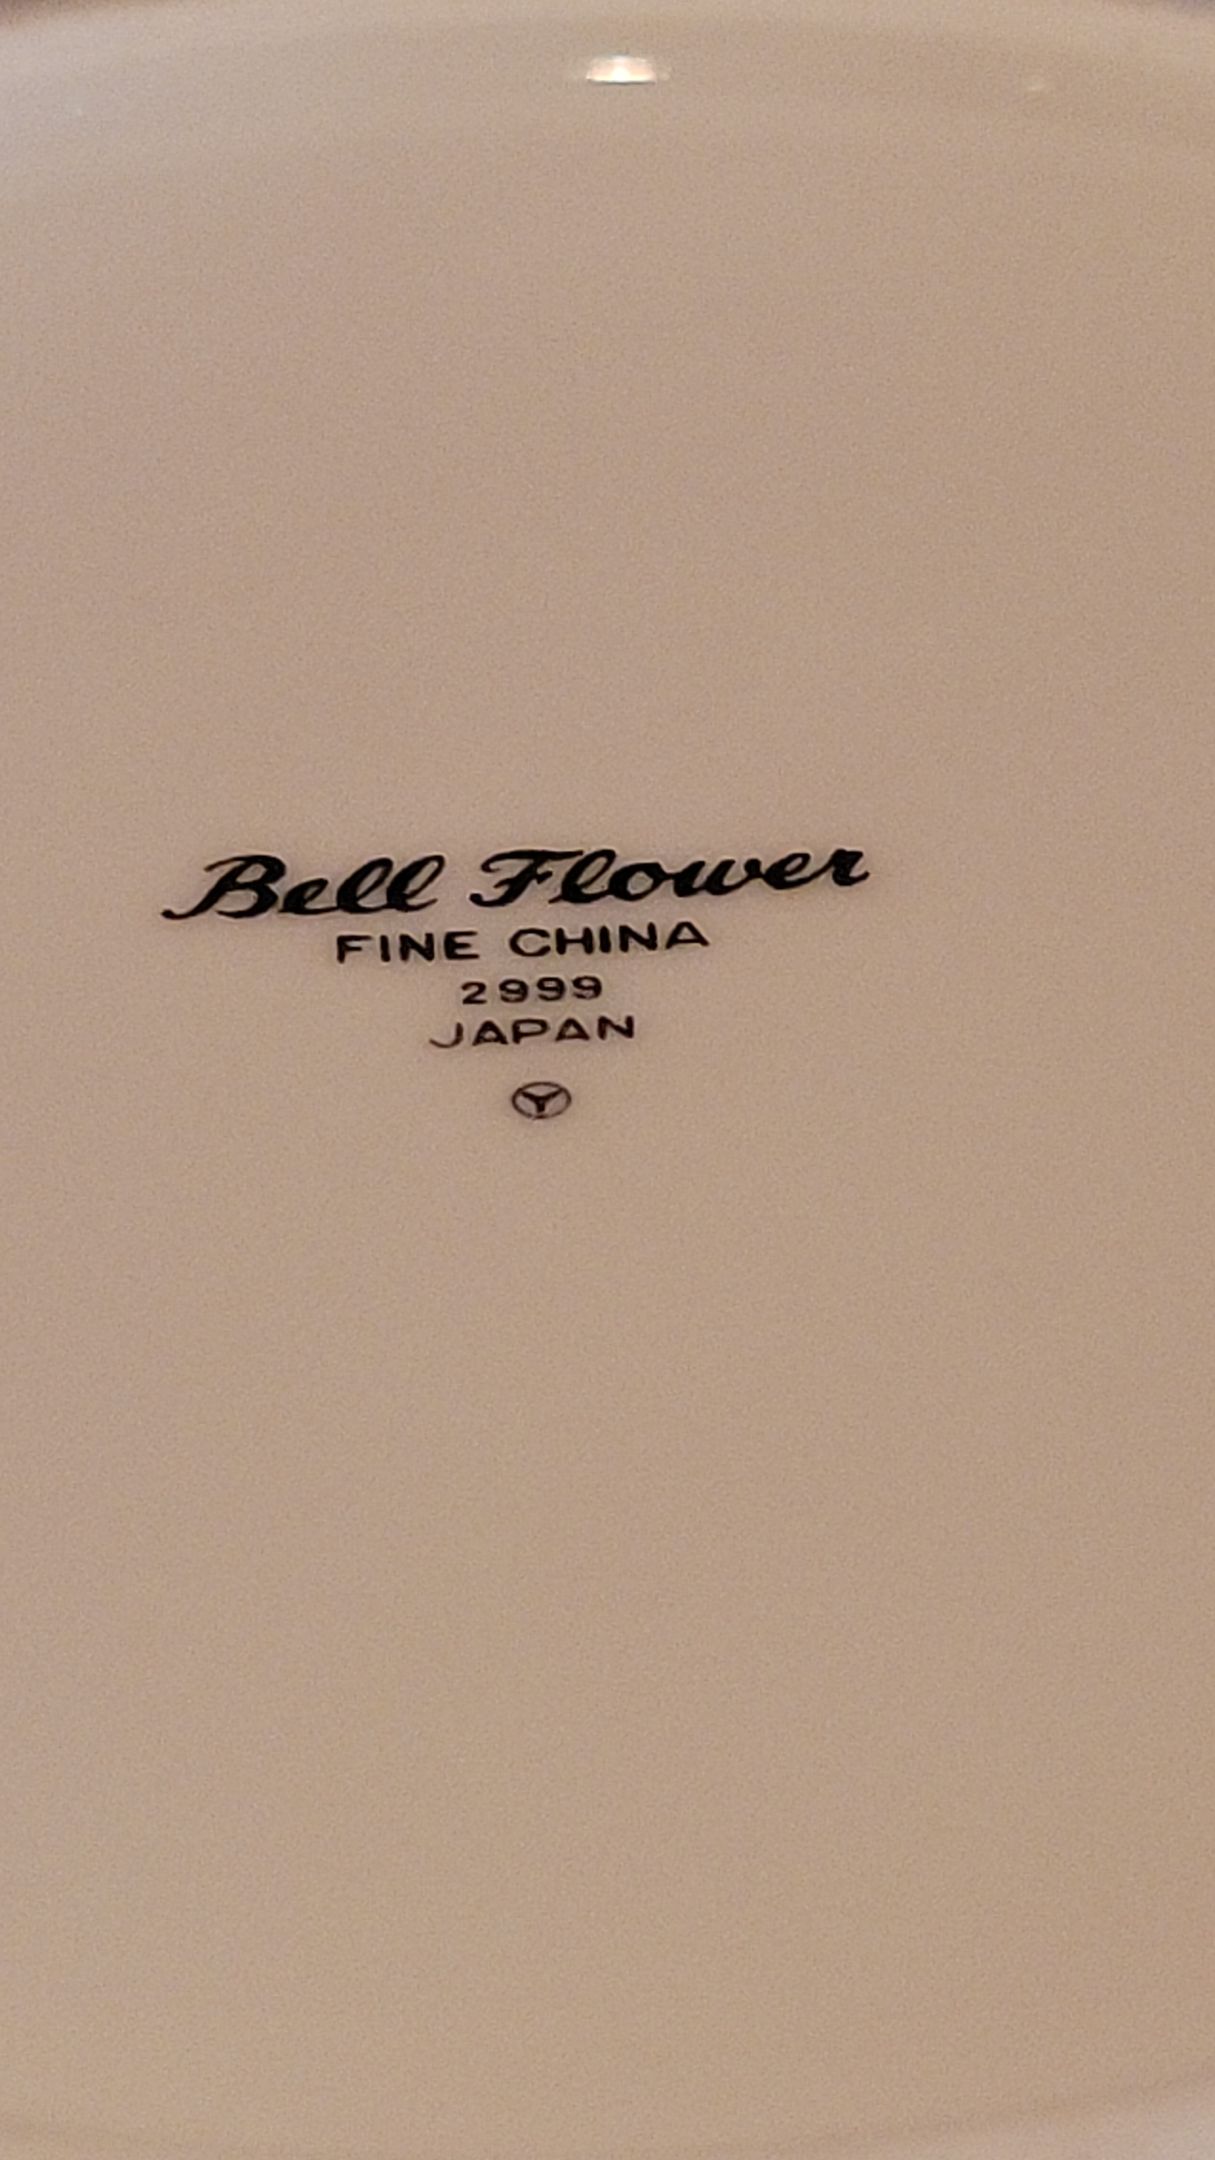 Bell Flower
FINE CHINA
2999
JAPAN